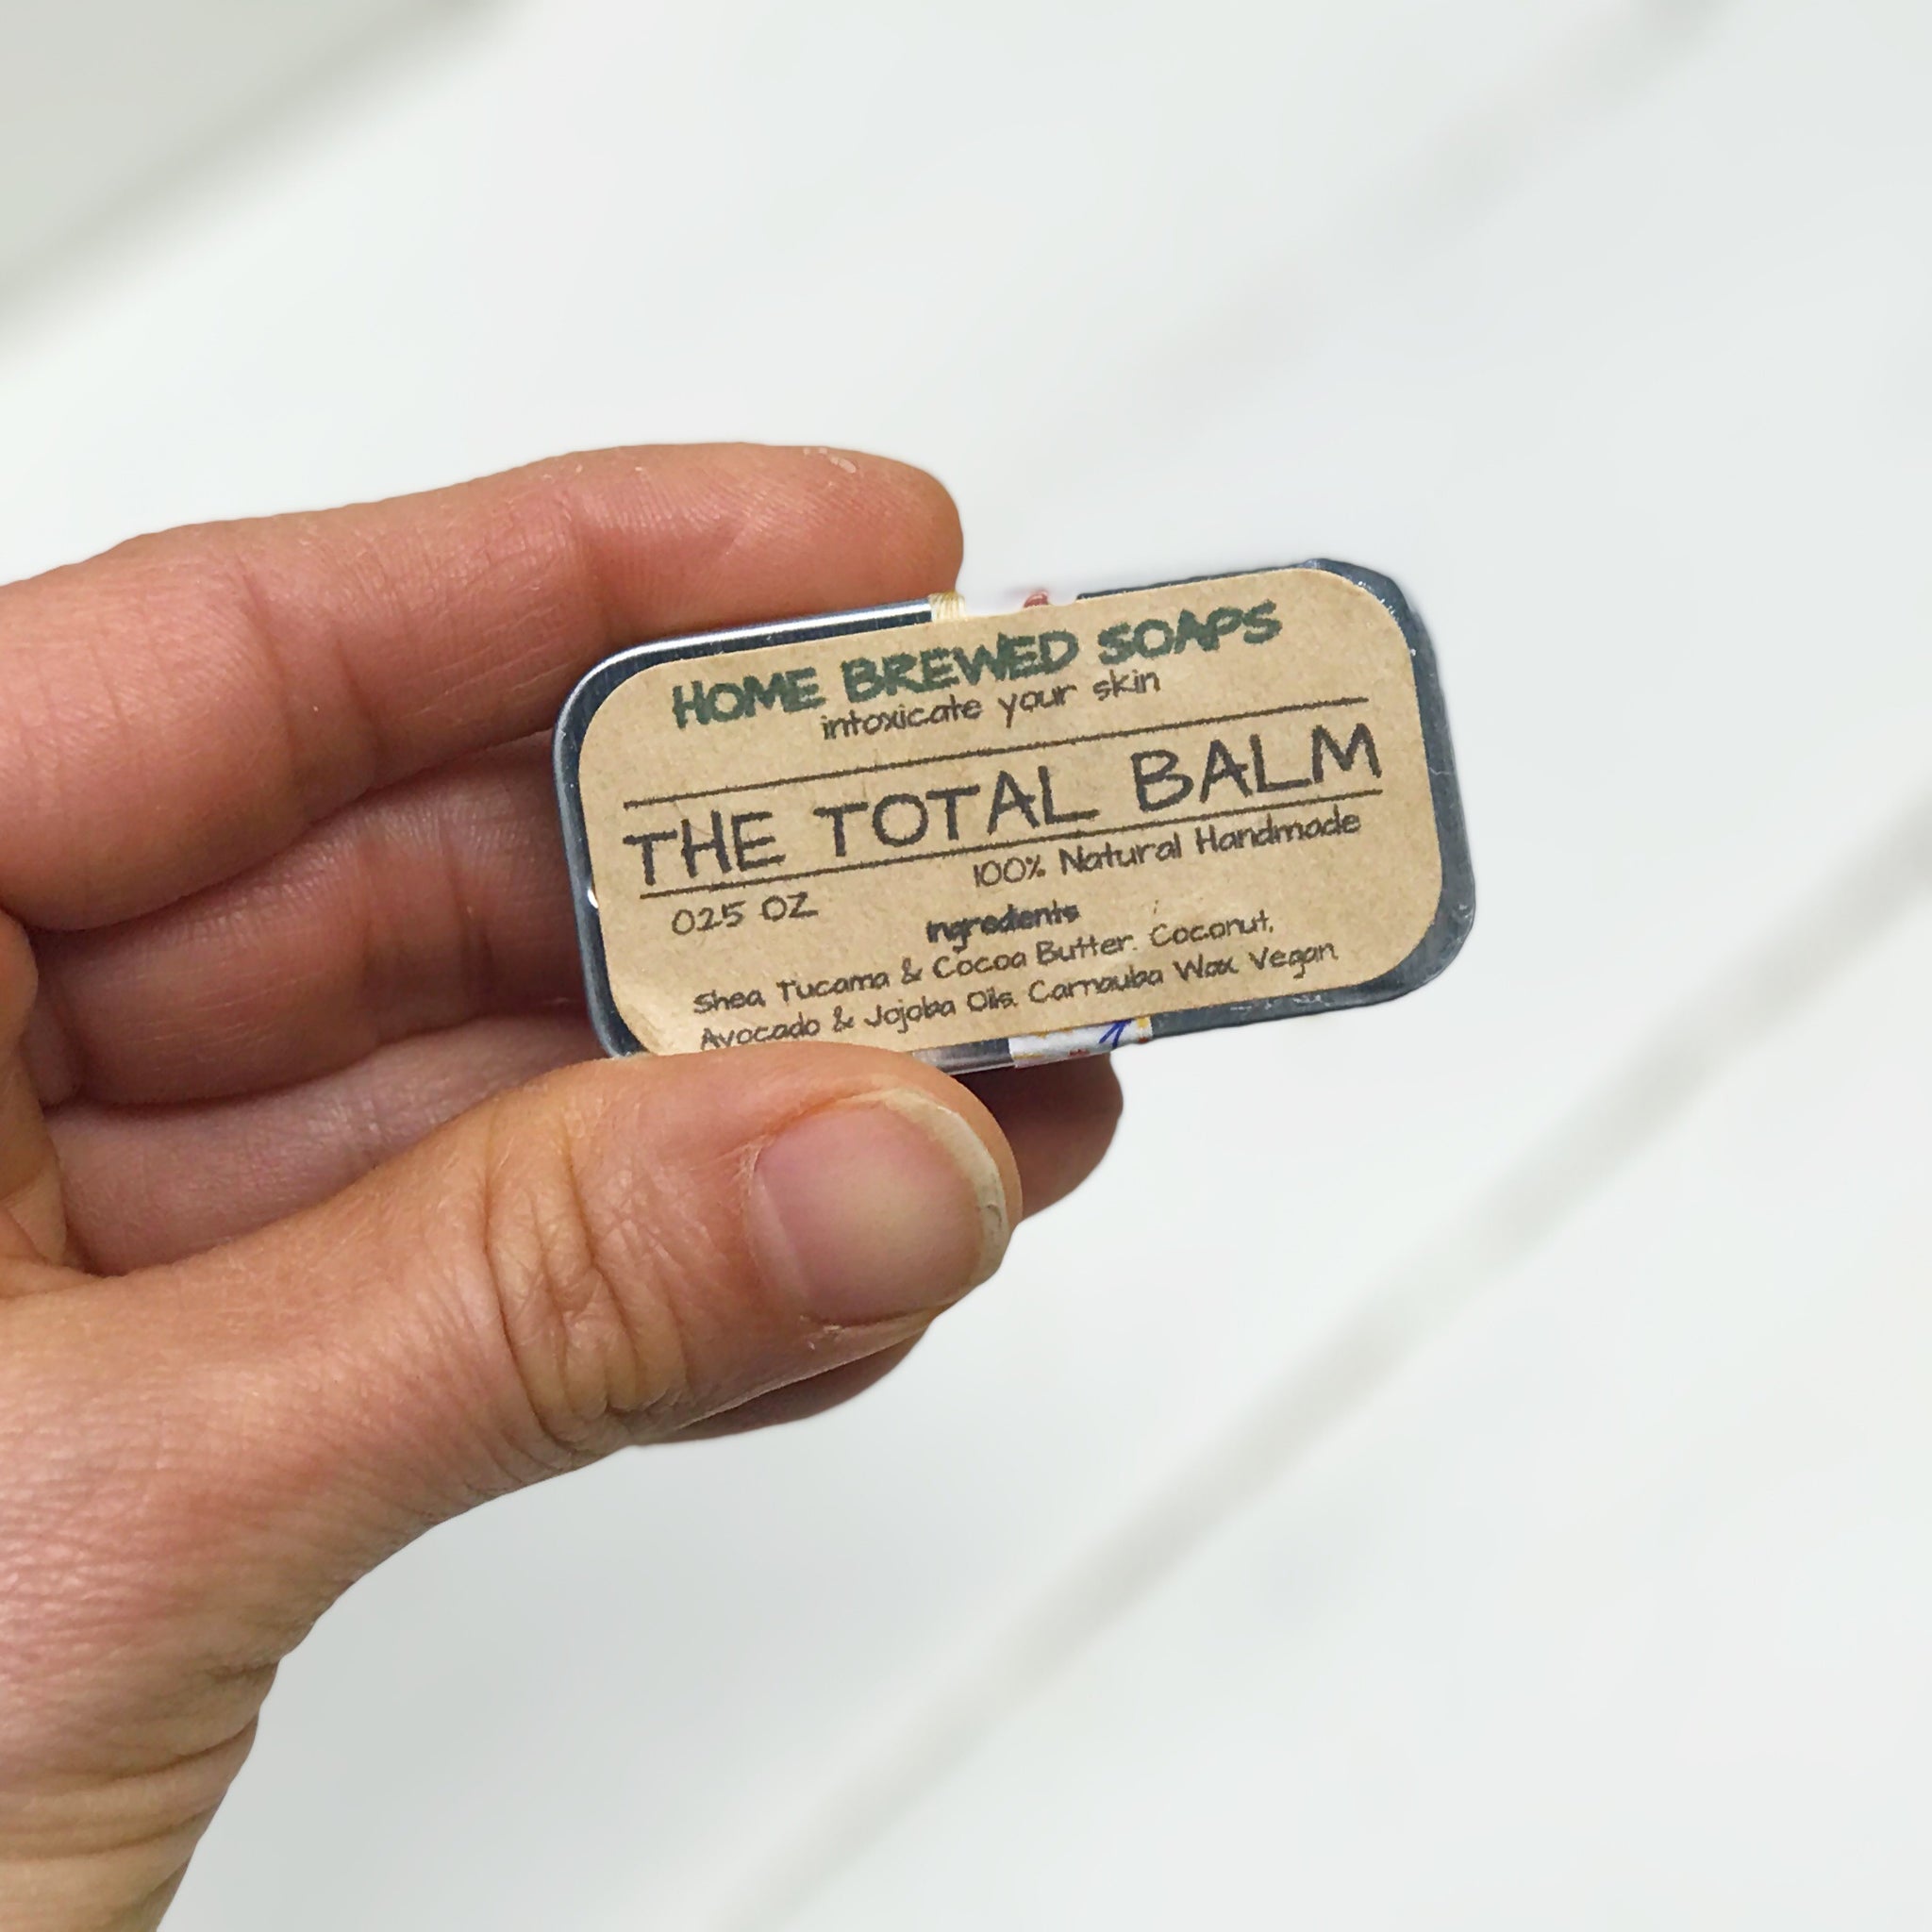 HOME BREWED SOAPS
intoxicate your skin
THE TOTAL BALM
025 OZ 100% Natural Handmade
Ingredients
Shea, Tucama & Cocoa Butter. Coconut,
Avocado & Jojoba Oils. Carnauba Wax. Vegan.